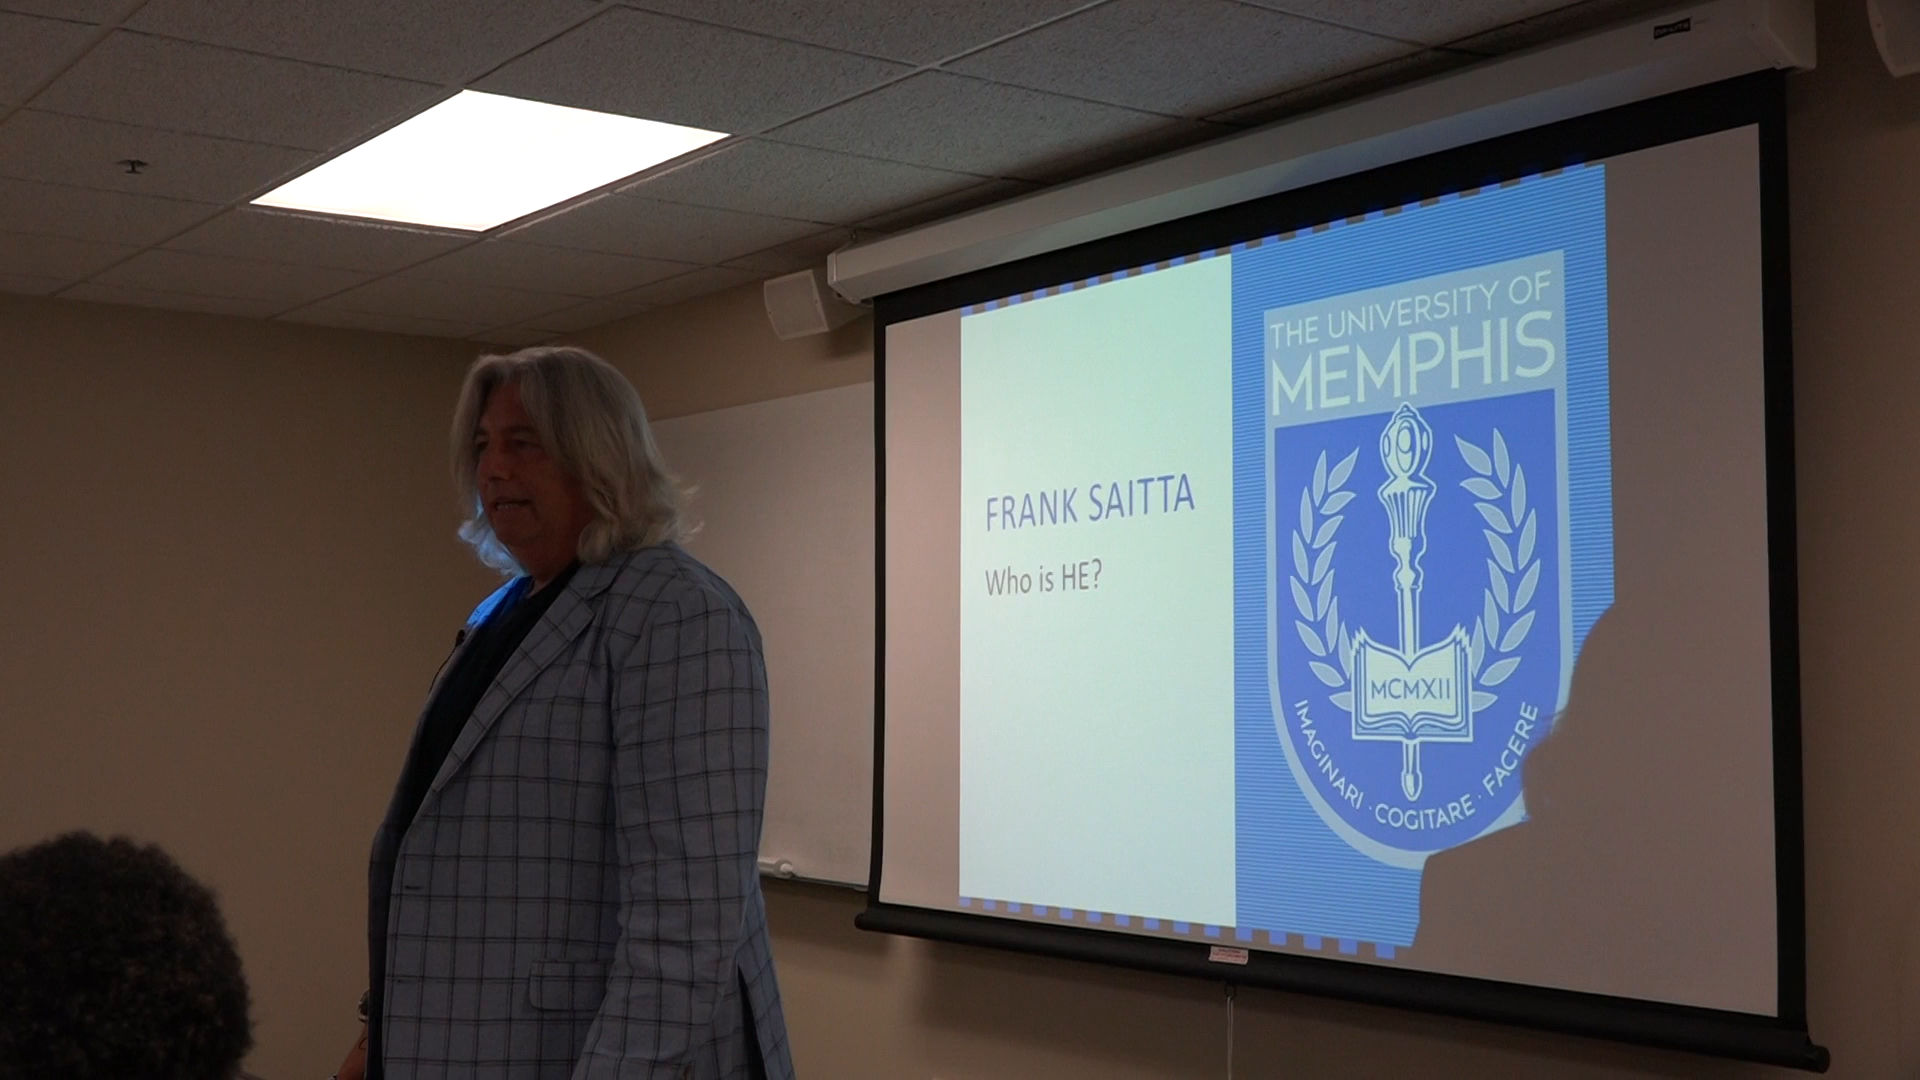 FRANK SAITTA
Who is HE?
THE UNIVERSITY OF
MEMPHIS
MCMXII
IMAGINARI · COGITARE · FACERE